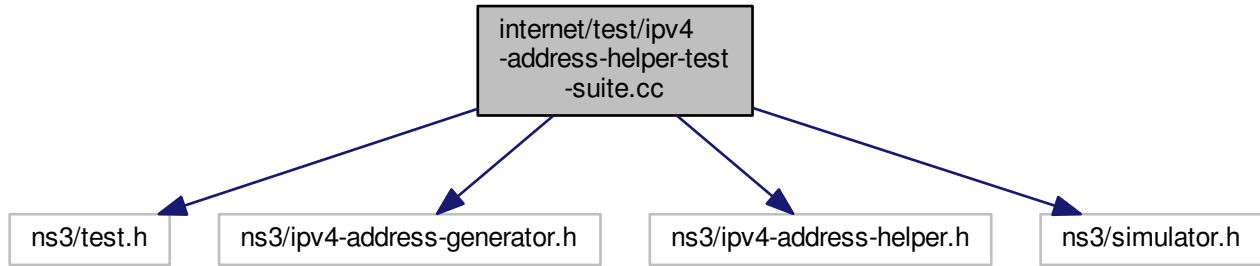 internet/test/ipv4
-address-helper-test
-suite.cc
ns3/test.h
ns3/ipv4-address-generator.h
ns3/ipv4-address-helper.h
ns3/simulator.h